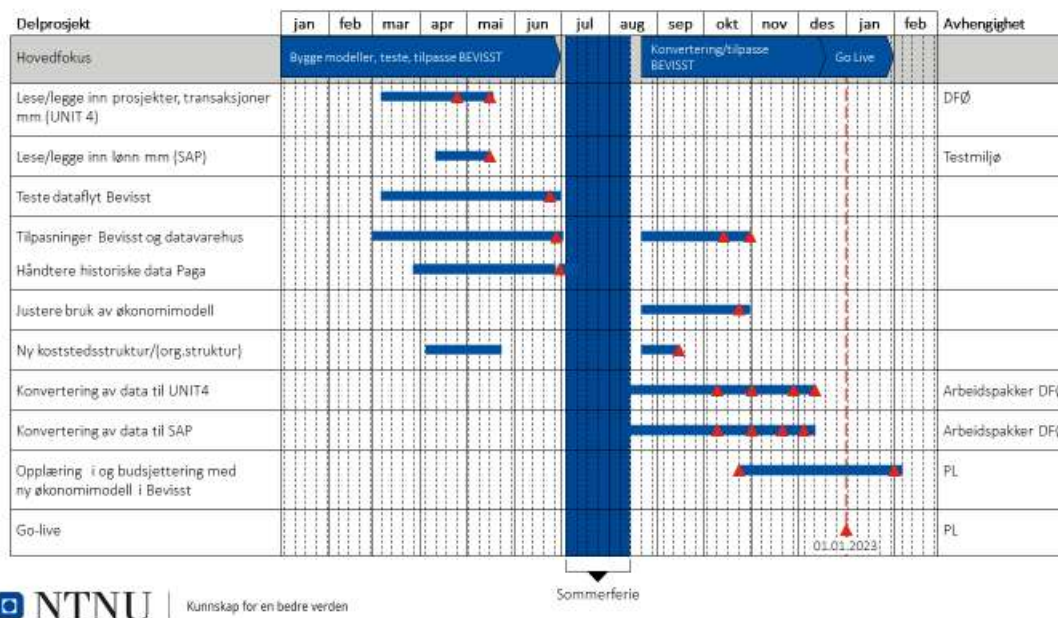 Delprosjekt jan feb mar apr mai jun jul aug sep okt nov des jan feb Avhengighet
Hovedfokus
Bygge modeller, teste, tilpasse BEVISST
Konvertering/tilpasse
BEVISST
Go Live
Lese/legge inn prosjekter, transaksjoner
mm (UNIT 4)
DFØ
Lese/legge inn lønn mm (SAP)
Testmiljø
Teste dataflyt Bevisst
Tilpasninger Bevisst og datavarehus
Håndtere historiske data Paga
Justere bruk av økonomimodell
Ny koststedsstruktur/(org.struktur)
Konvertering av data til UNIT4
Arbeidspakker DFØ
Konvertering av data til SAP
Arbeidspakker DFØ
Opplæring i og budsjettering med
ny økonomimodell i Bevisst
PL
Go-live
PL
01.01.2023
Sommerferie
NTNU
Kunnskap for en bedre verden